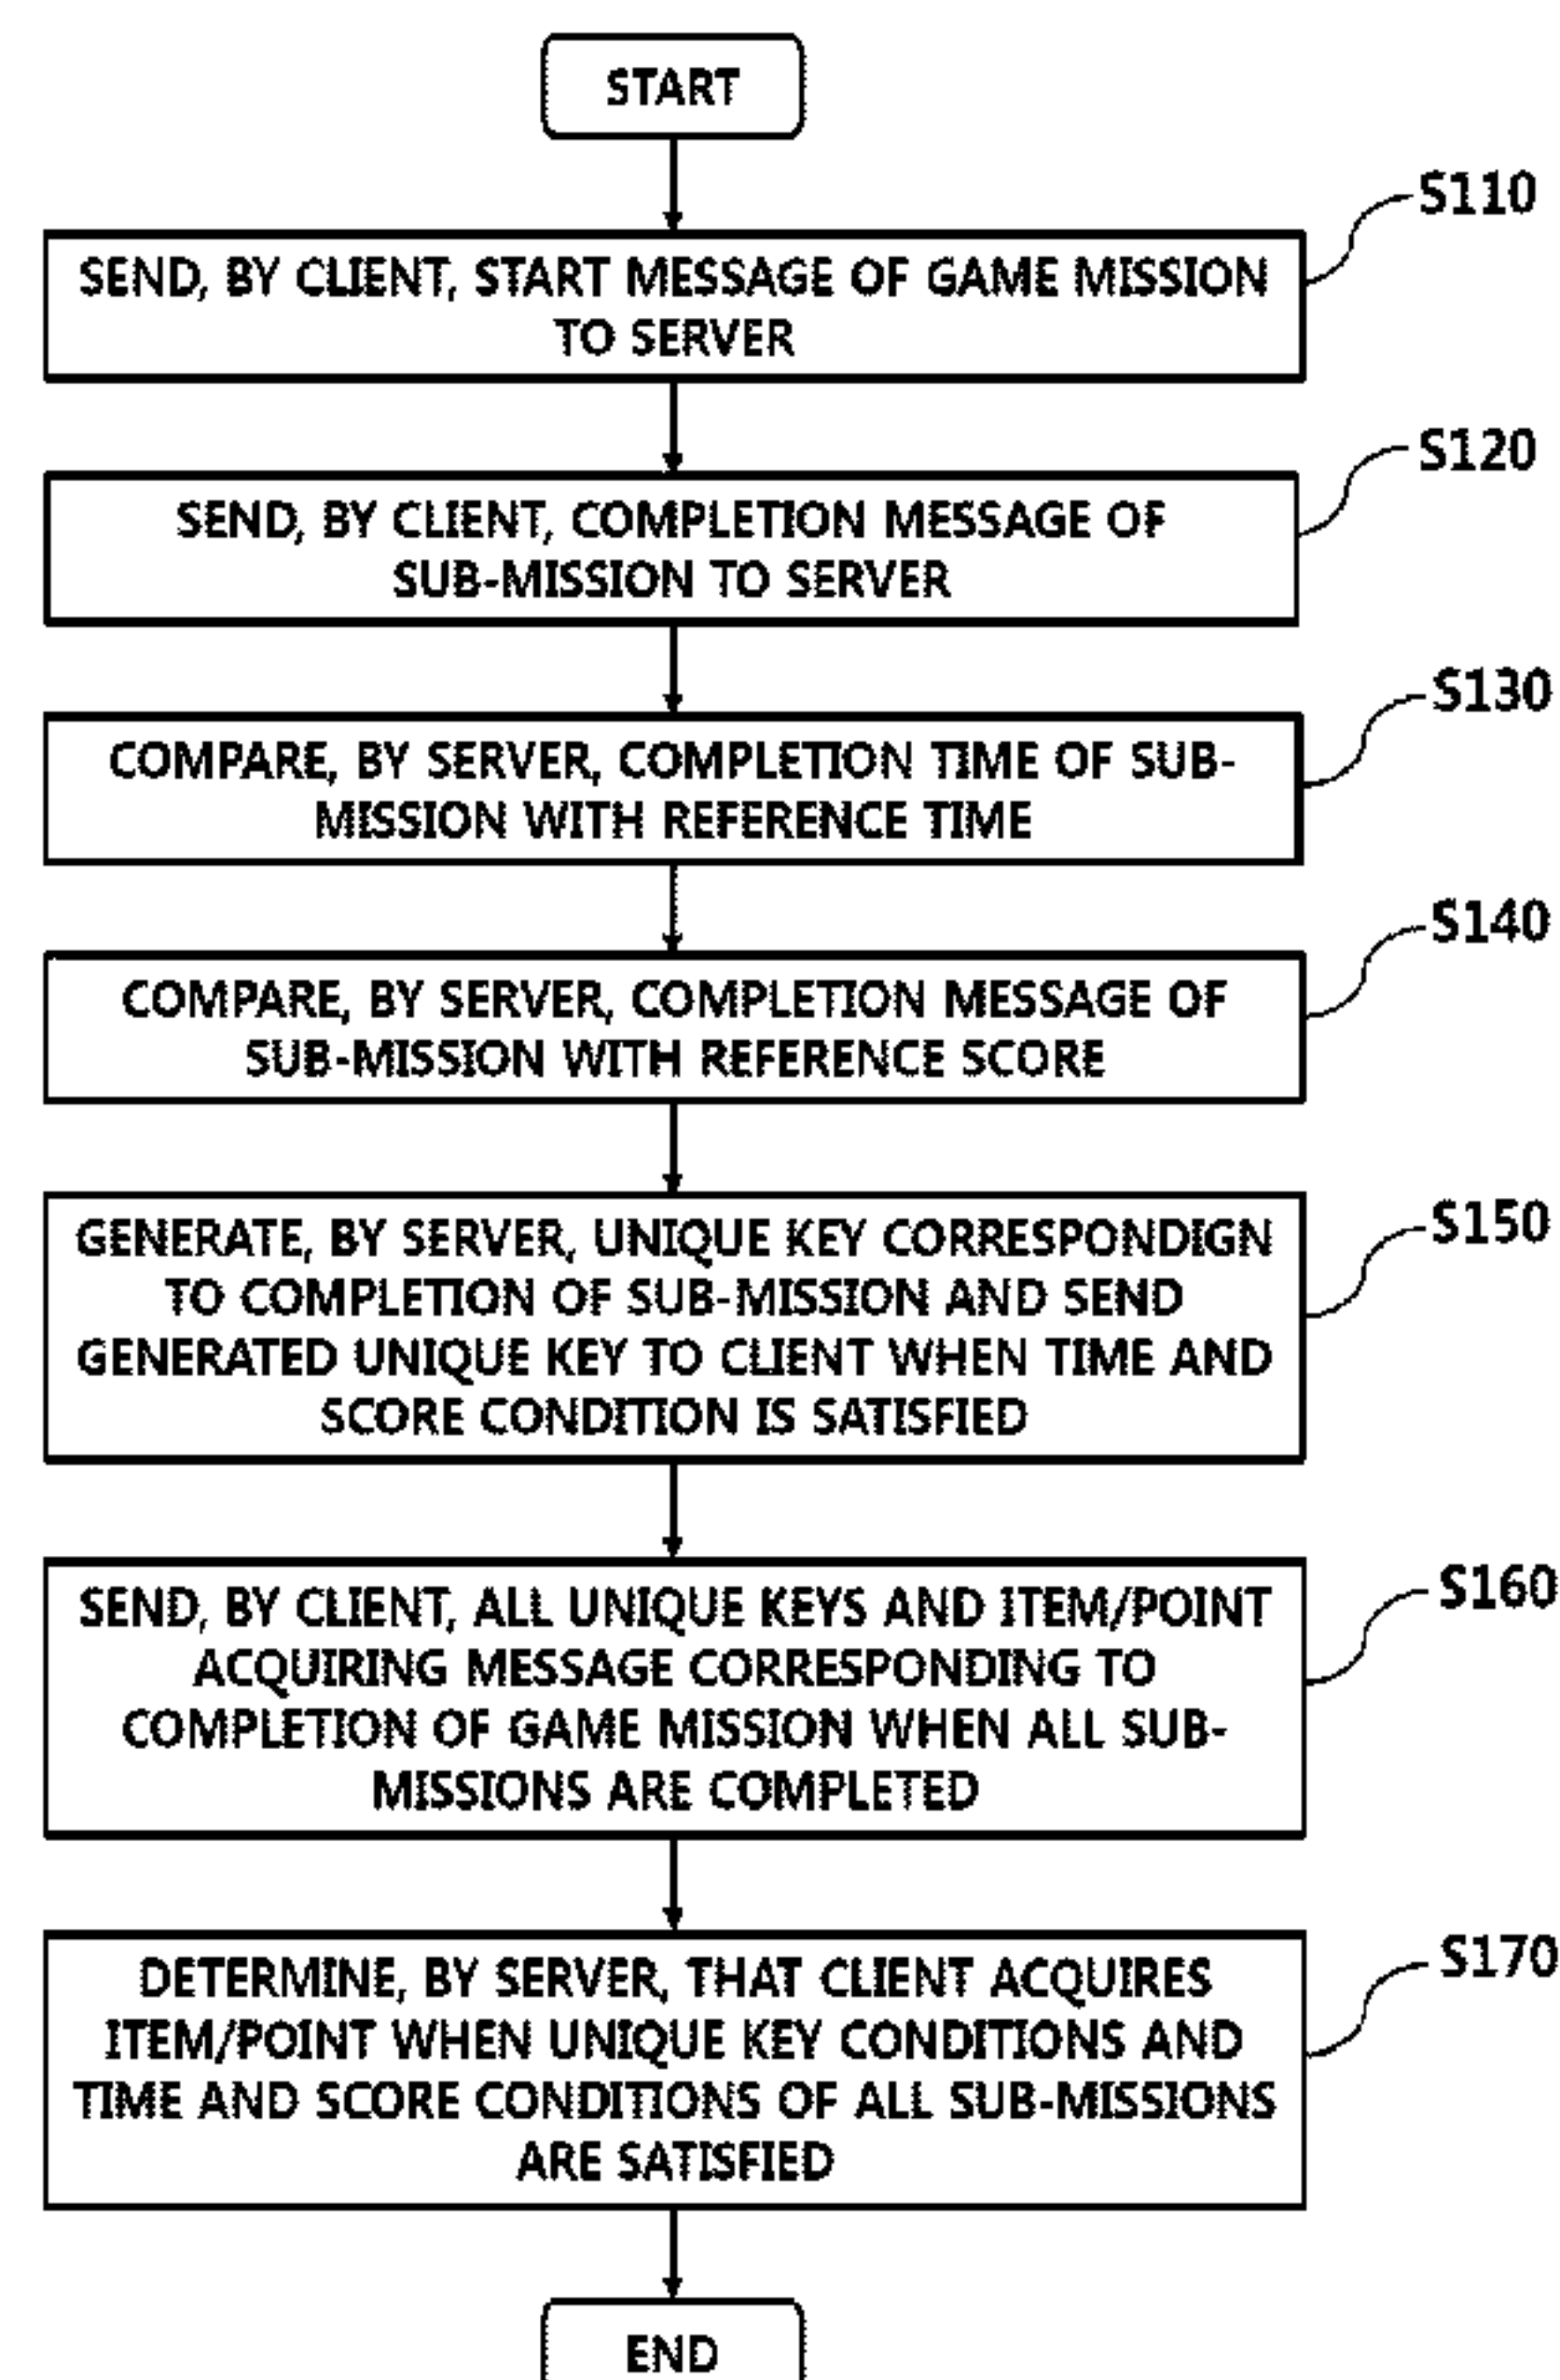 START
S110
SEND, BY CLIENT, START MESSAGE OF GAME MISSION
TO SERVER
S120
SEND, BY CLIENT, COMPLETION MESSAGE OF
SUB-MISSION TO SERVER
S130
COMPARE, BY SERVER, COMPLETION TIME OF SUB-
MISSION WITH REFERENCE TIME
S140
COMPARE, BY SERVER, COMPLETION MESSAGE OF
SUB-MISSION WITH REFERENCE SCORE
S150
GENERATE, BY SERVER, UNIQUE KEY CORRESPONDIGN
TO COMPLETION OF SUB-MISSION AND SEND
GENERATED UNIQUE KEY TO CLIENT WHEN TIME AND
SCORE CONDITION IS SATISFIED
S160
SEND, BY CLIENT, ALL UNIQUE KEYS AND ITEM/POINT
ACQUIRING MESSAGE CORRESPONDING TO
COMPLETION OF GAME MISSION WHEN ALL SUB-
MISSIONS ARE COMPLETED
S170
DETERMINE, BY SERVER, THAT CLIENT ACQUIRES
ITEM/POINT WHEN UNIQUE KEY CONDITIONS AND
TIME AND SCORE CONDITIONS OF ALL SUB-MISSIONS
ARE SATISFIED
END